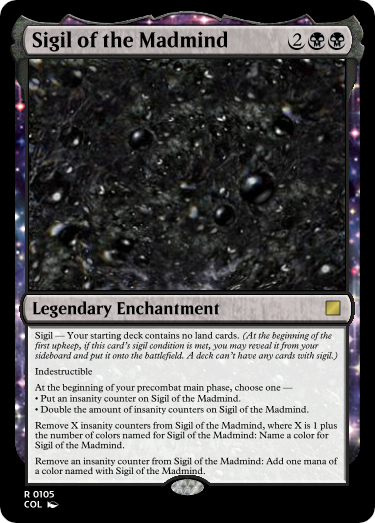 Sigil of the Madmind 2
Legendary Enchantment
Sigil — Your starting deck contains no land cards. (At the beginning of the
first upkeep, if this card's sigil condition is met, you may reveal it from your
sideboard and put it onto the battlefield. A deck can't have any cards with sigil.)
Indestructible
At the beginning of your precombat main phase, choose one —
• Put an insanity counter on Sigil of the Madmind.
• Double the amount of insanity counters on Sigil of the Madmind.
Remove X insanity counters from Sigil of the Madmind, where X is 1 plus
the number of colors named for Sigil of the Madmind: Name a color for
Sigil of the Madmind.
Remove an insanity counter from Sigil of the Madmind: Add one mana of
a color named with Sigil of the Madmind.
R 0105
COL